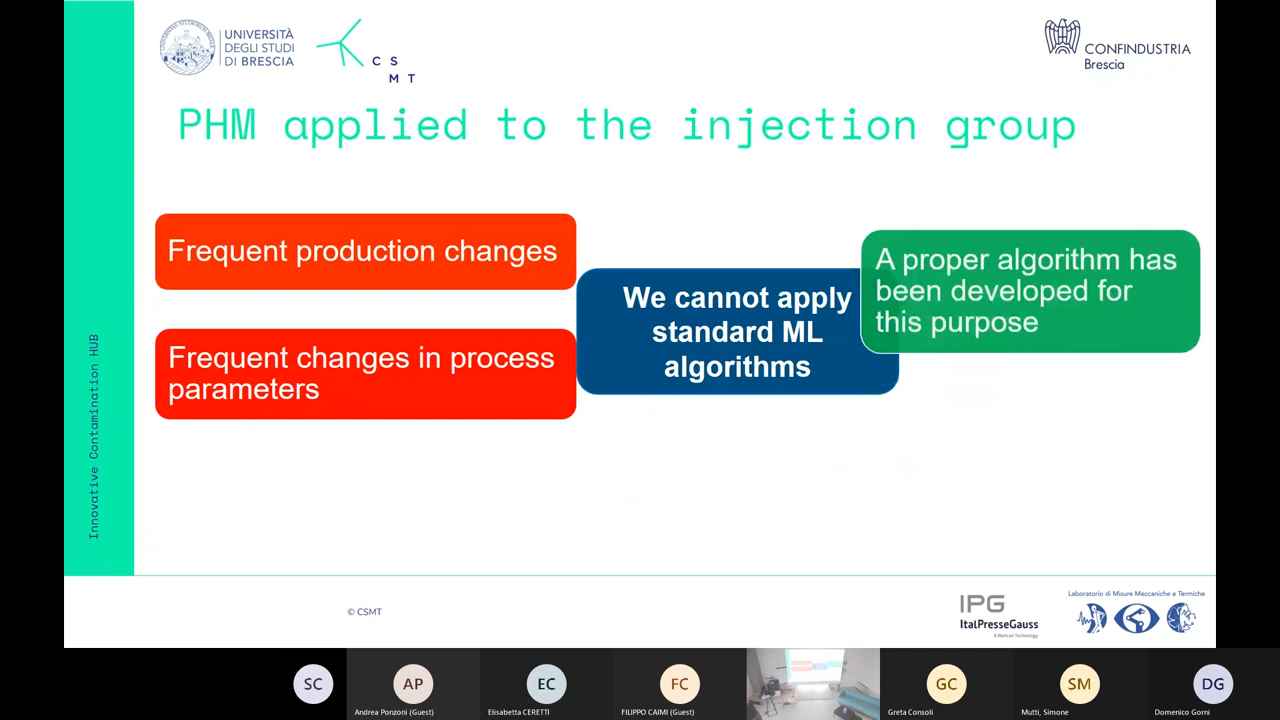 UNIVERSITÀ
DEGLI STUDI
DI BRESCIA
C S
M T
CONFINDUSTRIA
Brescia
PHM applied to the injection group
Frequent production changes
Frequent changes in process
parameters
We cannot apply
standard ML
algorithms
A proper algorithm has
been developed for
this purpose
Innovative Contamination HUB
© CSMT
IPG
ItalPresseGauss
A Norican Technology
Laboratorio di Misure Meccaniche e Termiche
SC
AP
Andrea Ponzoni (Guest)
EC
Elisabetta CERETTI
FC
FILIPPO CAIMI (Guest)
GC
Greta Consoli
SM
Mutti, Simone
DG
Domenico Gorni